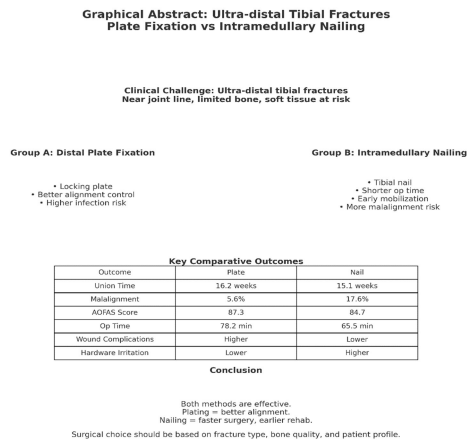 Graphical Abstract: Ultra-distal Tibial Fractures
Plate Fixation vs Intramedullary Nailing
Clinical Challenge: Ultra-distal tibial fractures
Near joint line, limited bone, soft tissue at risk
Group A: Distal Plate Fixation
• Locking plate
• Better alignment control
• Higher infection risk
Group B: Intramedullary Nailing
• Tibial nail
• Shorter op time
• Early mobilization
• More malalignment risk
Key Comparative Outcomes
Outcome Plate Nail
Union Time 16.2 weeks 15.1 weeks
Malalignment 5.6% 17.6%
AOFAS Score 87.3 84.7
Op Time 78.2 min 65.5 min
Wound Complications Higher Lower
Hardware Irritation Lower Higher
Conclusion
Both methods are effective.
Plating = better alignment.
Nailing = faster surgery, earlier rehab.
Surgical choice should be based on fracture type, bone quality, and patient profile.